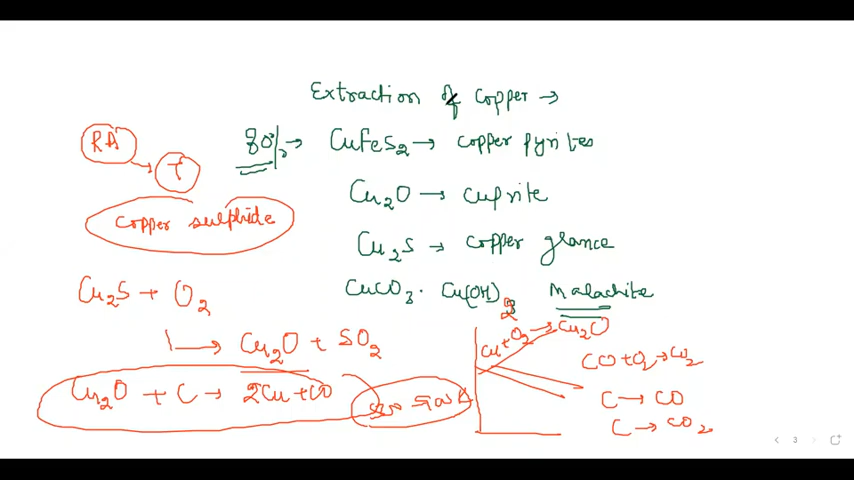 Extraction of copper →
80% → CuFeS2 → copper pyrites
RA → T
Cu2O → cuprite
copper sulphide
Cu2S → copper glance
CuCO3 . Cu(OH)2 Malachite
Cu2S + O2
→ Cu2O + SO2
Cu + O2 → Cu2O
CO + O2 → CO2
Cu2O + C → 2Cu + CO
C → CO
C → CO2
3